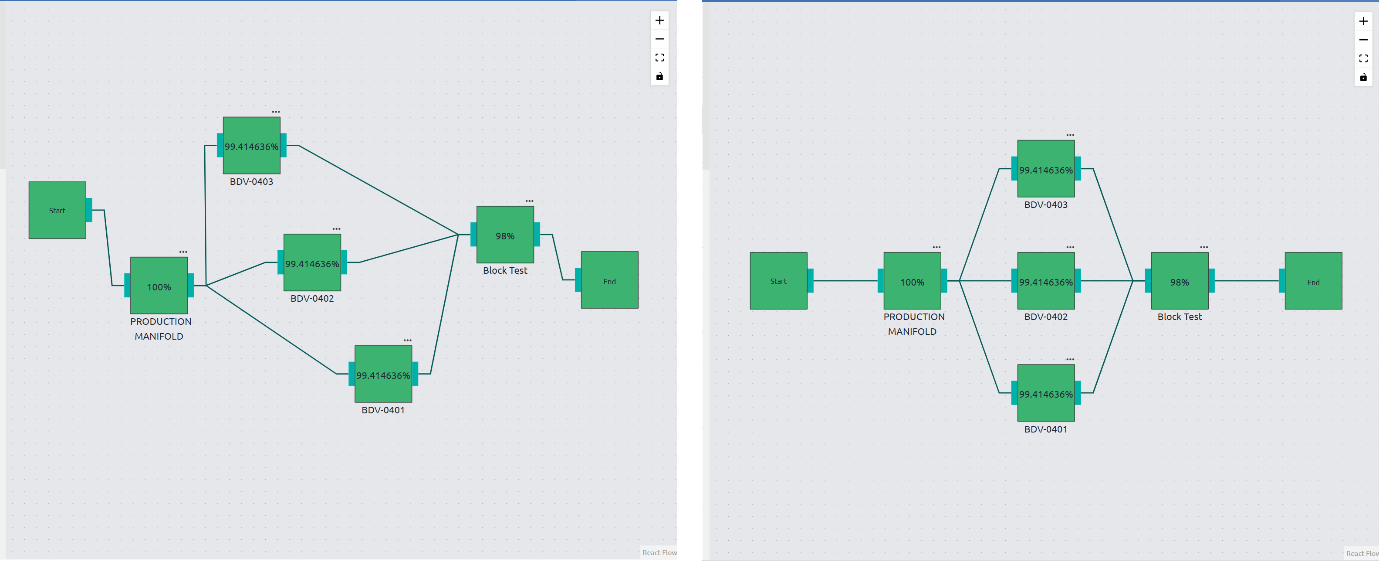 99.414636%
BDV-0403
Start
98%
Block Test
99.414636%
BDV-0402
100%
PRODUCTION
MANIFOLD
End
99.414636%
BDV-0401
React Flow
99.414636%
BDV-0403
Start
100%
PRODUCTION
MANIFOLD
99.414636%
BDV-0402
98%
Block Test
End
99.414636%
BDV-0401
React Flow